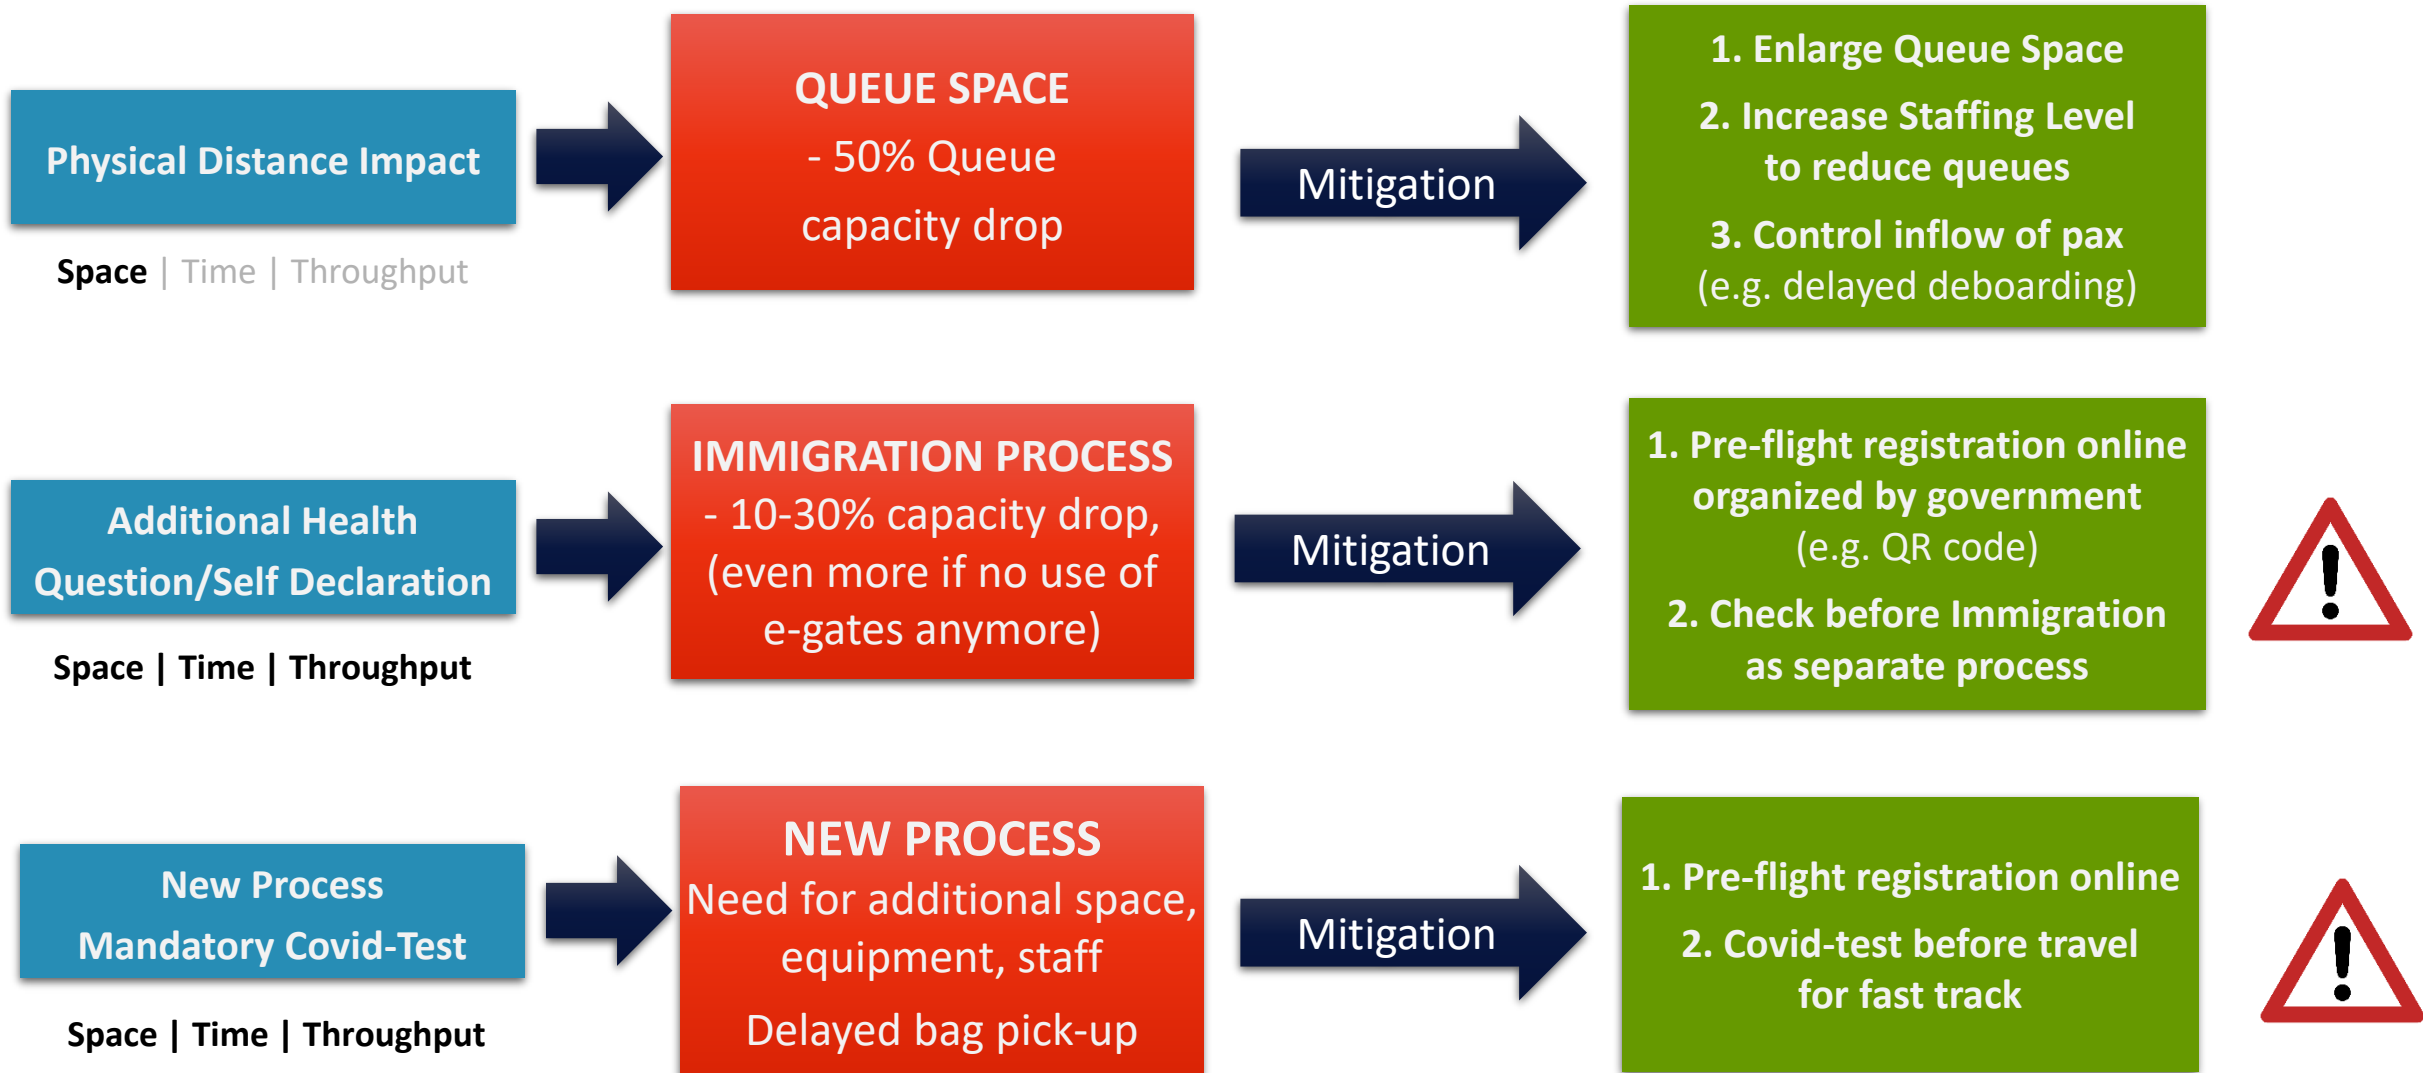 Physical Distance Impact
Space | Time | Throughput
QUEUE SPACE
- 50% Queue
capacity drop
Mitigation
1. Enlarge Queue Space
2. Increase Staffing Level
to reduce queues
3. Control inflow of pax
(e.g. delayed deboarding)
Additional Health
Question/Self Declaration
Space | Time | Throughput
IMMIGRATION PROCESS
- 10-30% capacity drop,
(even more if no use of
e-gates anymore)
Mitigation
1. Pre-flight registration online
organized by government
(e.g. QR code)
2. Check before Immigration
as separate process
New Process
Mandatory Covid-Test
Space | Time | Throughput
NEW PROCESS
Need for additional space,
equipment, staff
Delayed bag pick-up
Mitigation
1. Pre-flight registration online
2. Covid-test before travel
for fast track